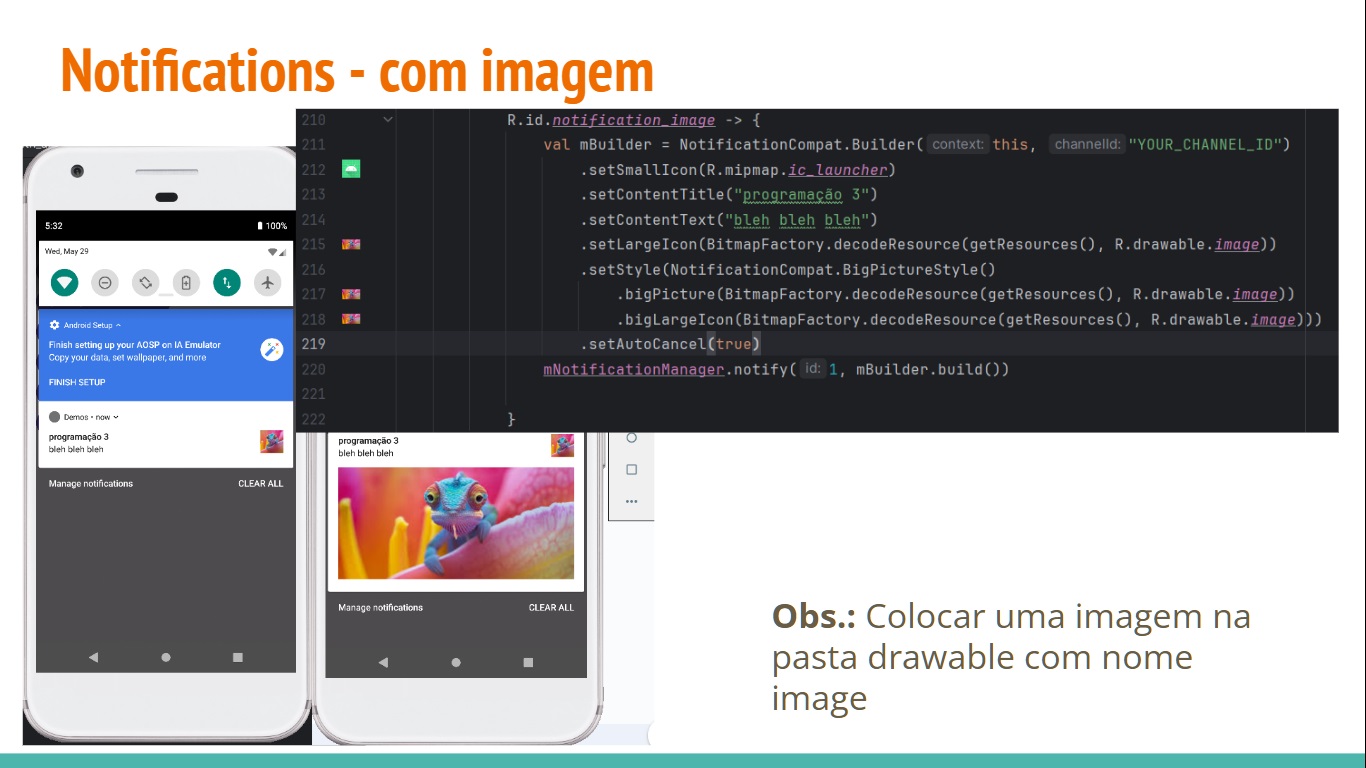 Notifications - com imagem
210 R.id.notification_image -> {
211 val mBuilder = NotificationCompat.Builder( context: this, channelId: "YOUR_CHANNEL_ID")
212 .setSmallIcon(R.mipmap.ic_launcher)
213 .setContentTitle("programação 3")
214 .setContentText("bleh bleh bleh")
215 .setLargeIcon(BitmapFactory.decodeResource(getResources(), R.drawable.image))
216 .setStyle(NotificationCompat.BigPictureStyle()
217 .bigPicture(BitmapFactory.decodeResource(getResources(), R.drawable.image))
218 .bigLargeIcon(BitmapFactory.decodeResource(getResources(), R.drawable.image)))
219 .setAutoCancel(true)
220 mNotificationManager.notify( id: 1, mBuilder.build())
221
222 }
5:32 100%
Wed, May 29
Android Setup
Finish setting up your AOSP on IA Emulator
Copy your data, set wallpaper, and more
FINISH SETUP
Demos • now
programação 3
bleh bleh bleh
Manage notifications CLEAR ALL
programação 3
bleh bleh bleh
Manage notifications CLEAR ALL
Obs.: Colocar uma imagem na
pasta drawable com nome
image